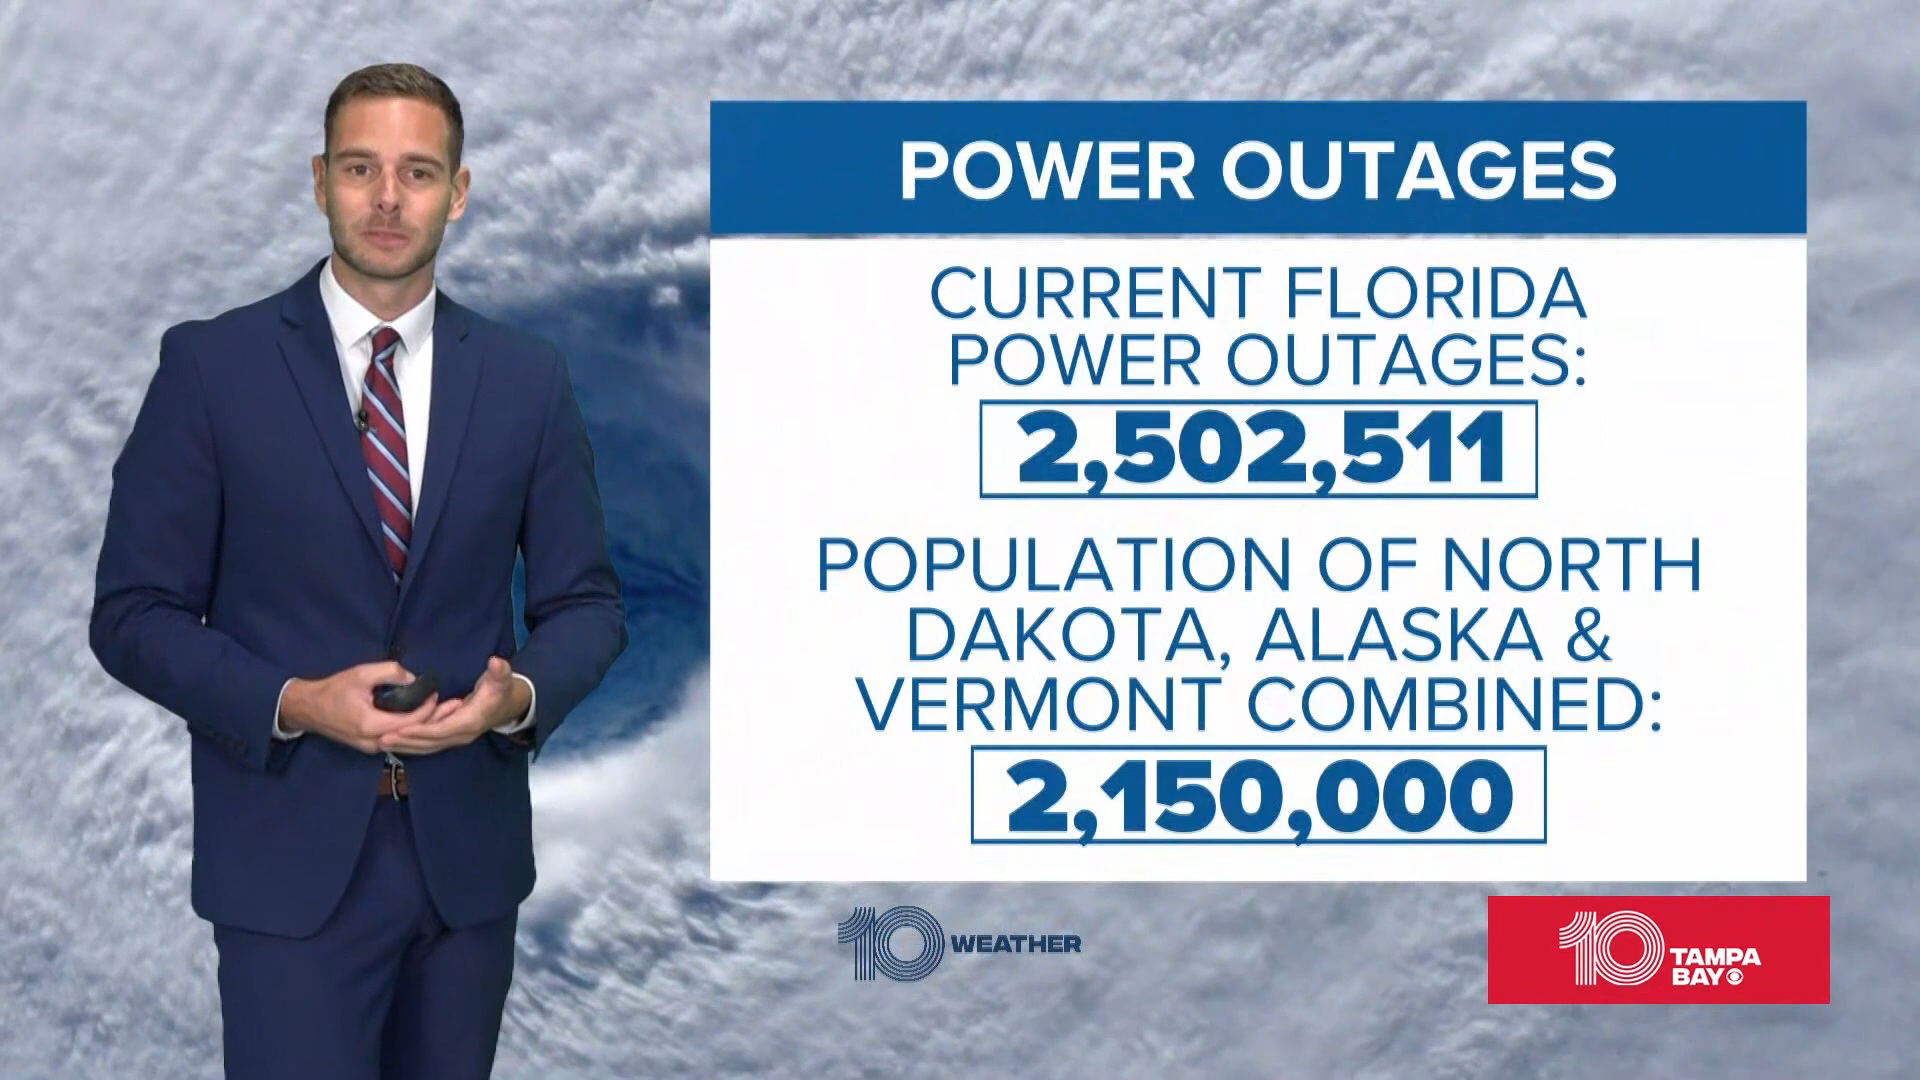 POWER OUTAGES
CURRENT FLORIDA
POWER OUTAGES:
2,502,511
POPULATION OF NORTH
DAKOTA, ALASKA &
VERMONT COMBINED:
2,150,000
10 WEATHER
10 TAMPA
BAY